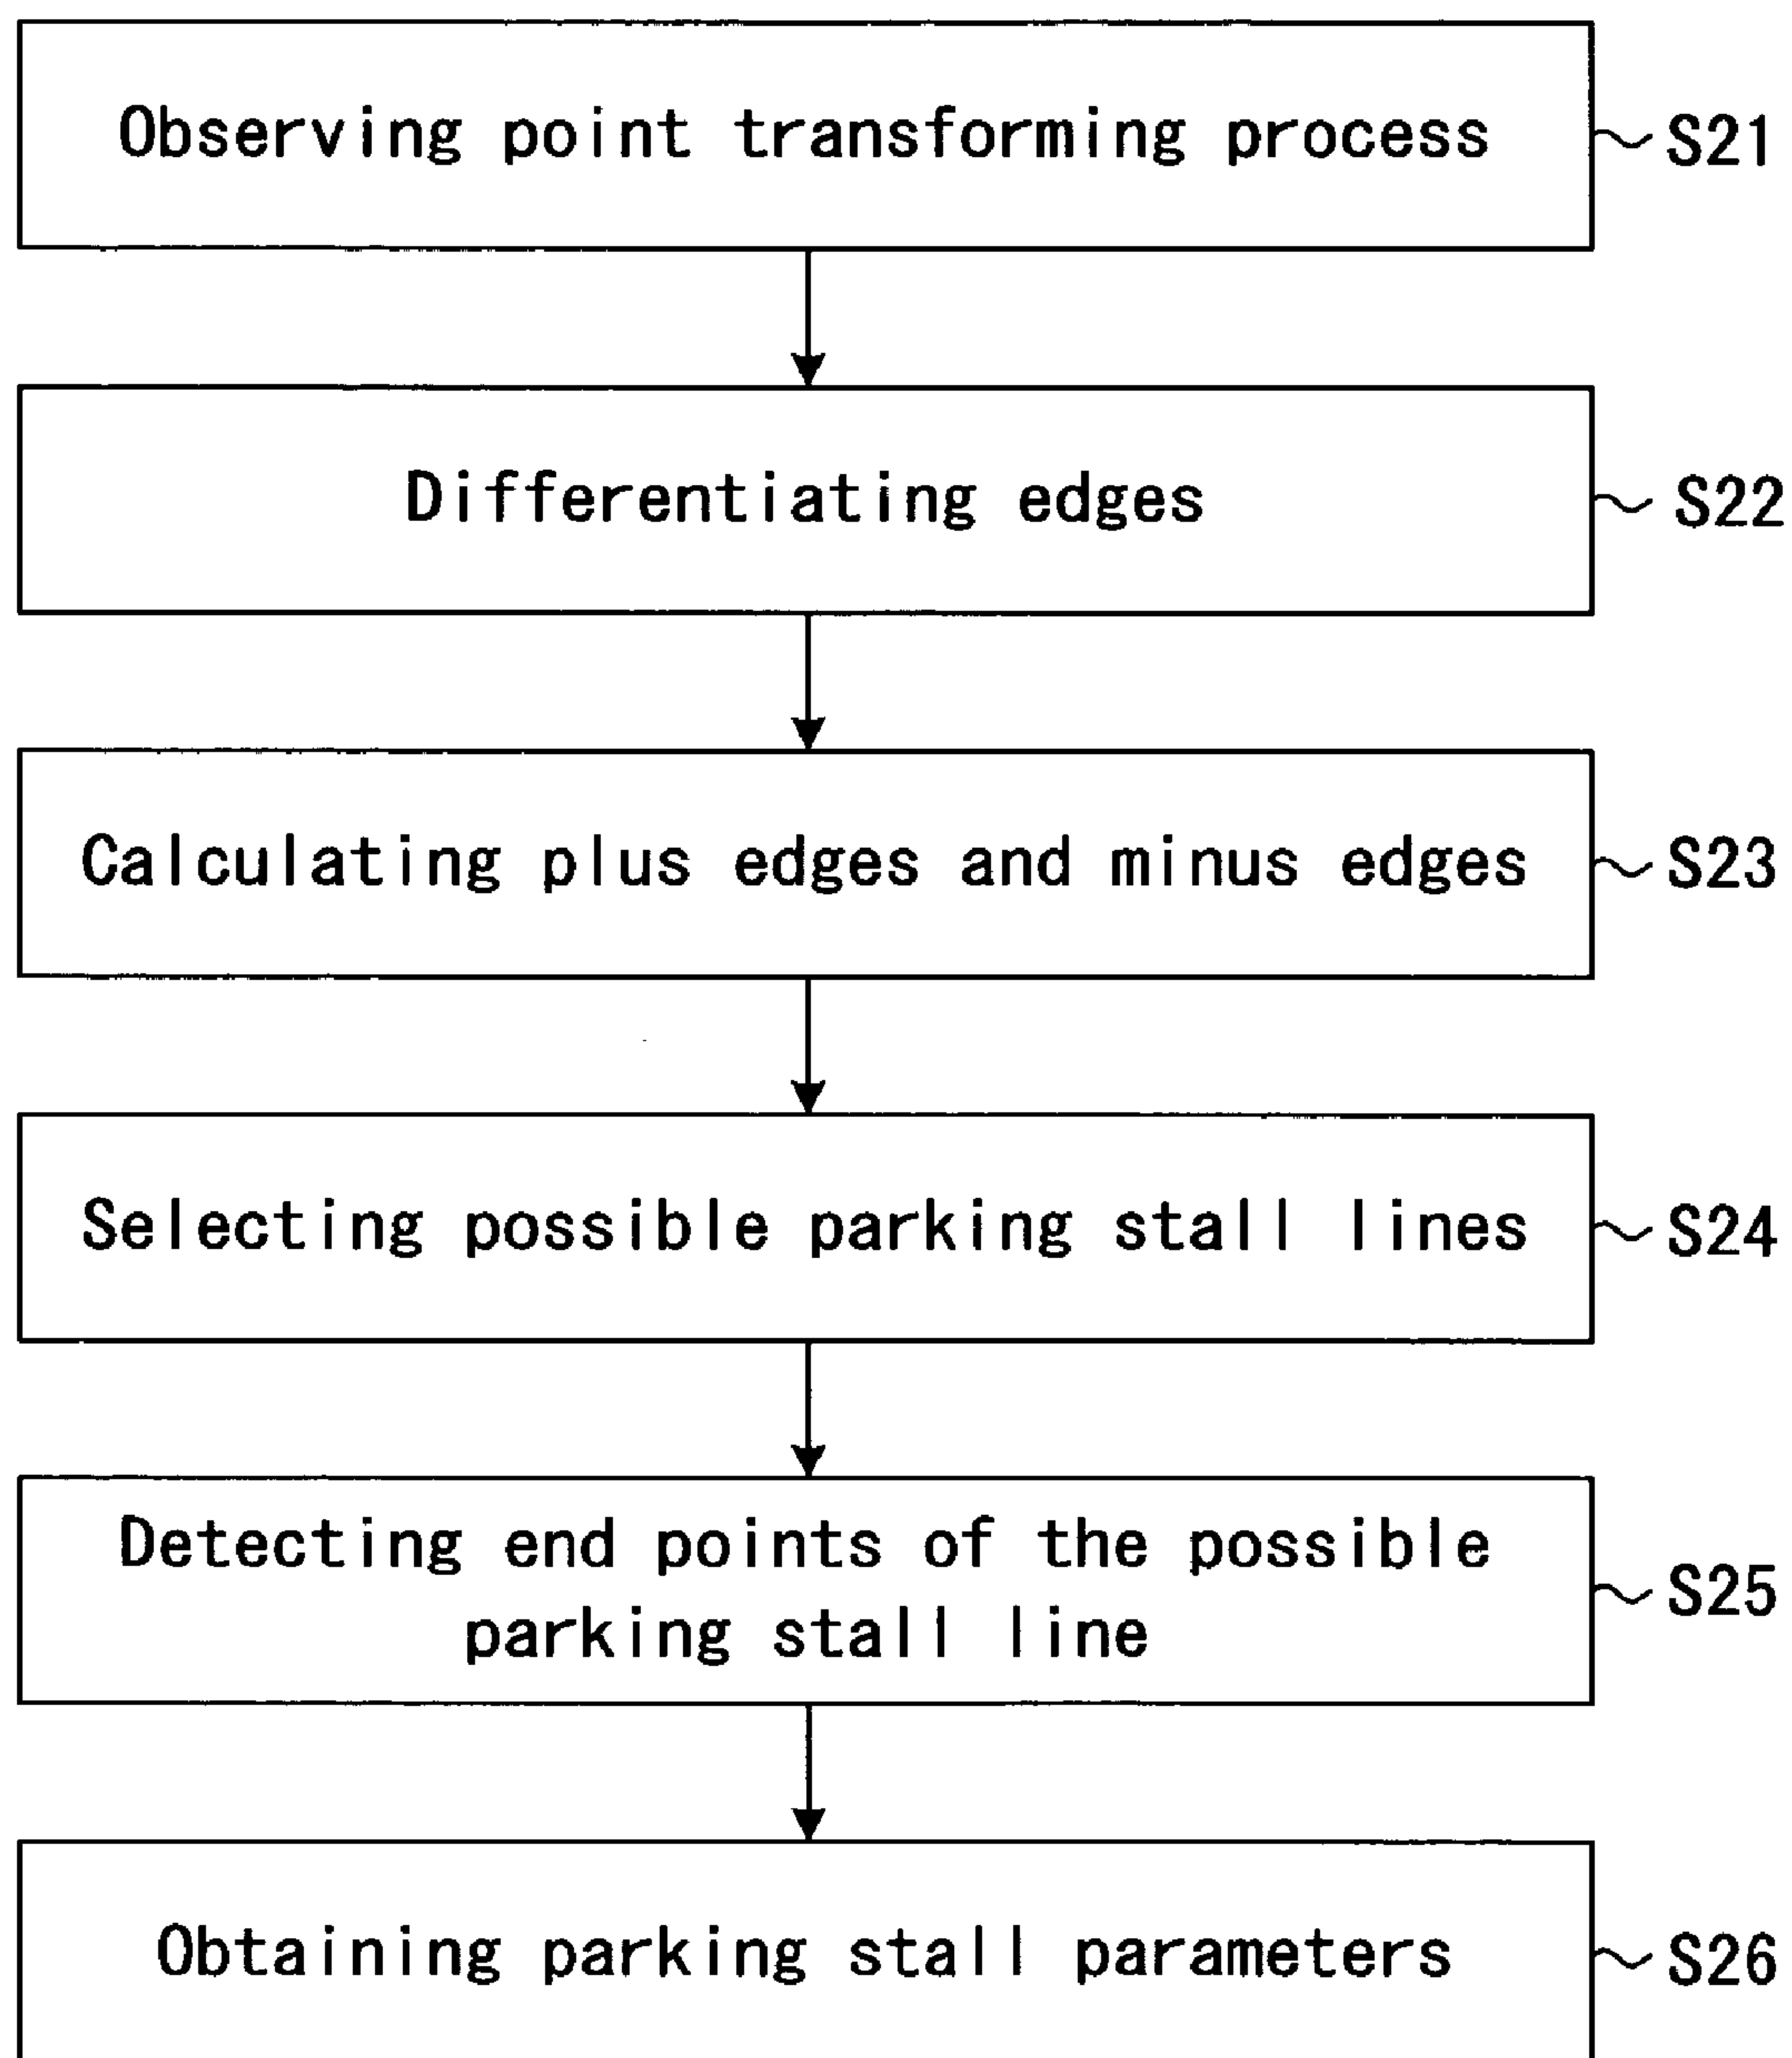 Observing point transforming process
S21
Differentiating edges
S22
Calculating plus edges and minus edges
S23
Selecting possible parking stall lines
S24
Detecting end points of the possible
parking stall line
S25
Obtaining parking stall parameters
S26